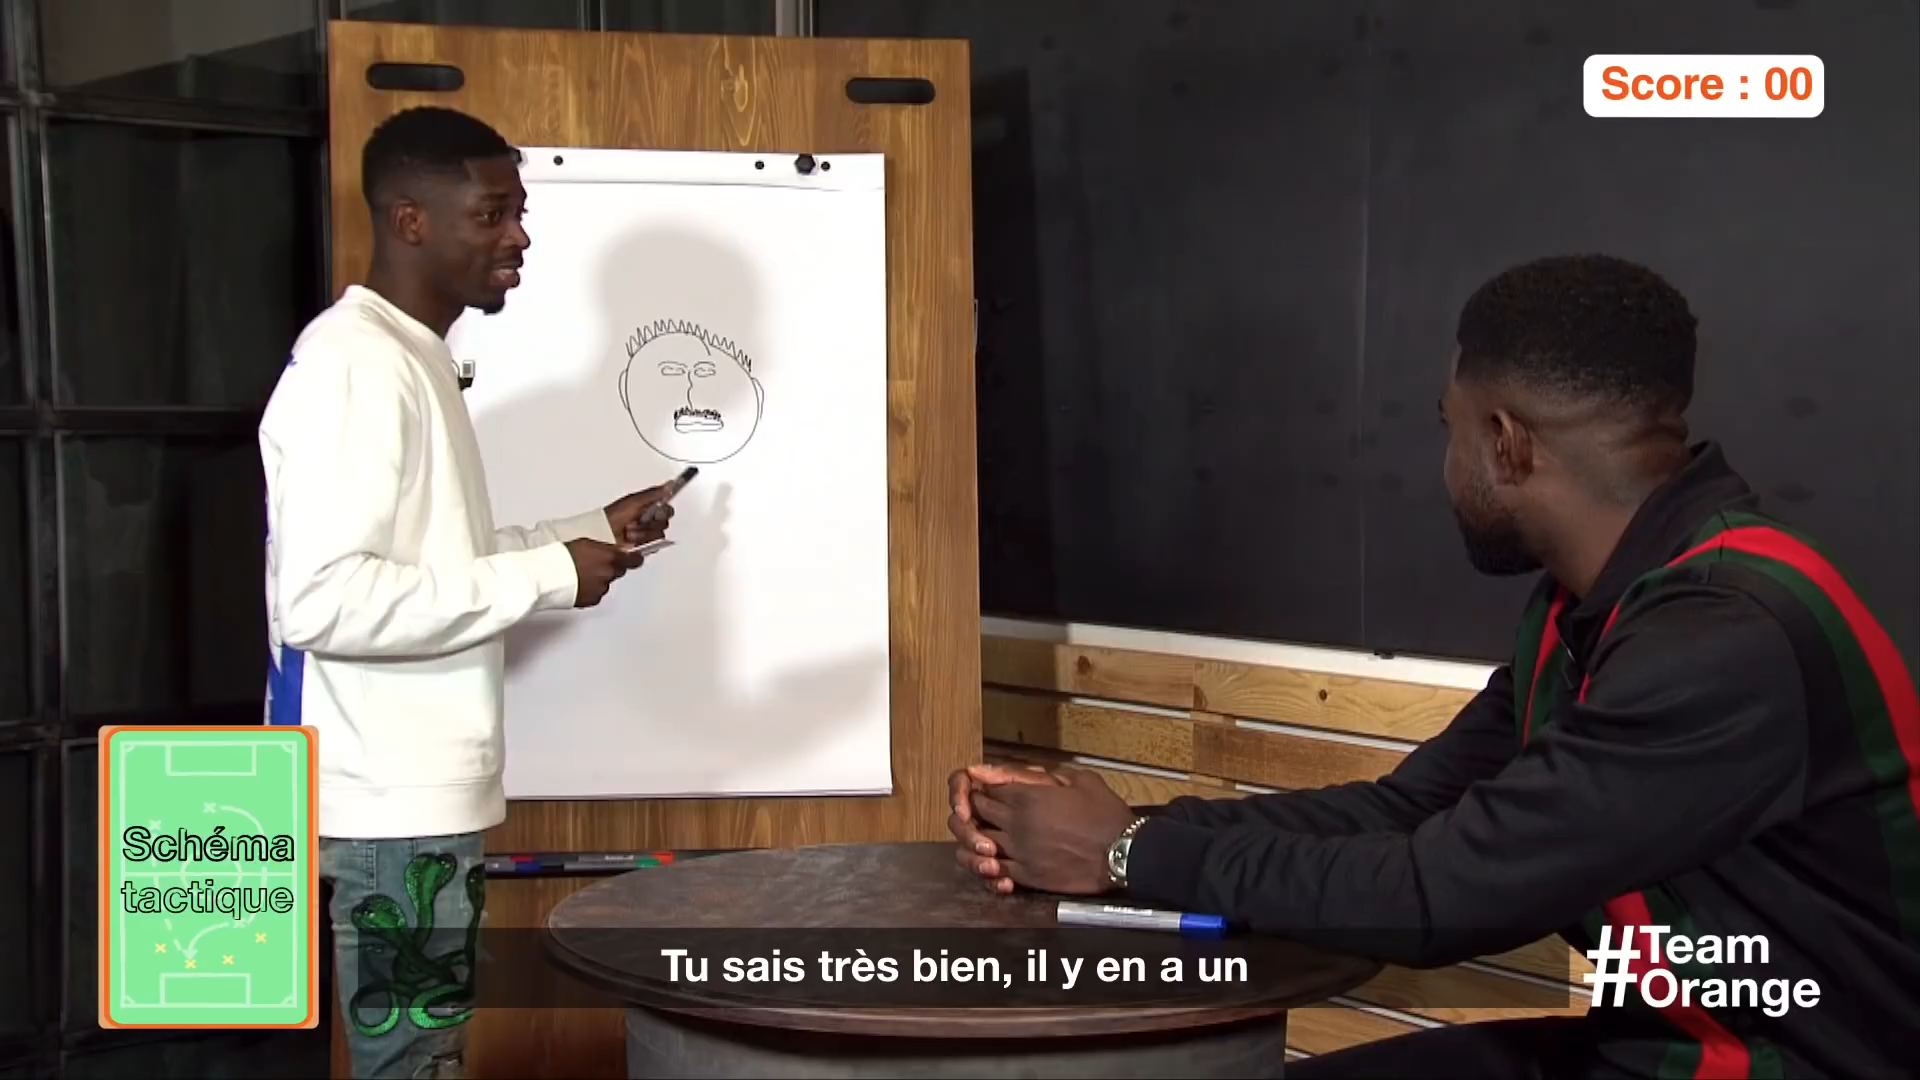 Score : 00
Schéma
tactique
Tu sais très bien, il y en a un
#Team
Orange